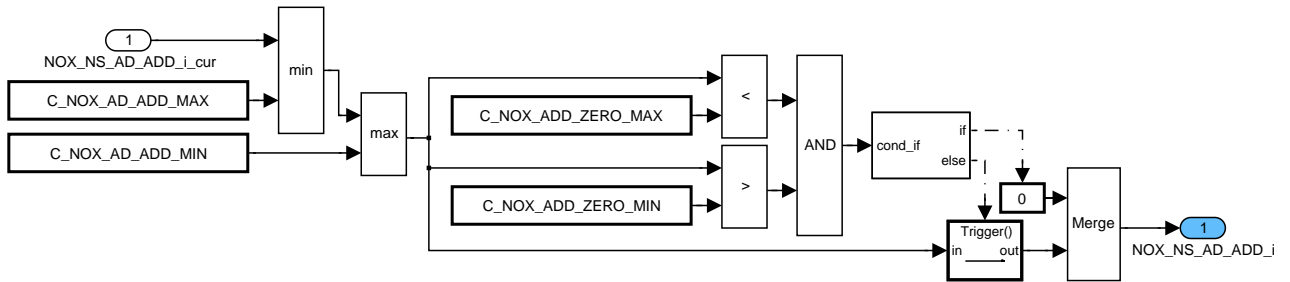 1
NOX_NS_AD_ADD_i_cur
C_NOX_AD_ADD_MAX
C_NOX_AD_ADD_MIN
min
max
C_NOX_ADD_ZERO_MAX
<
C_NOX_ADD_ZERO_MIN
>
AND
cond_if
if
else
0
Trigger()
in
out
Merge
1
NOX_NS_AD_ADD_i